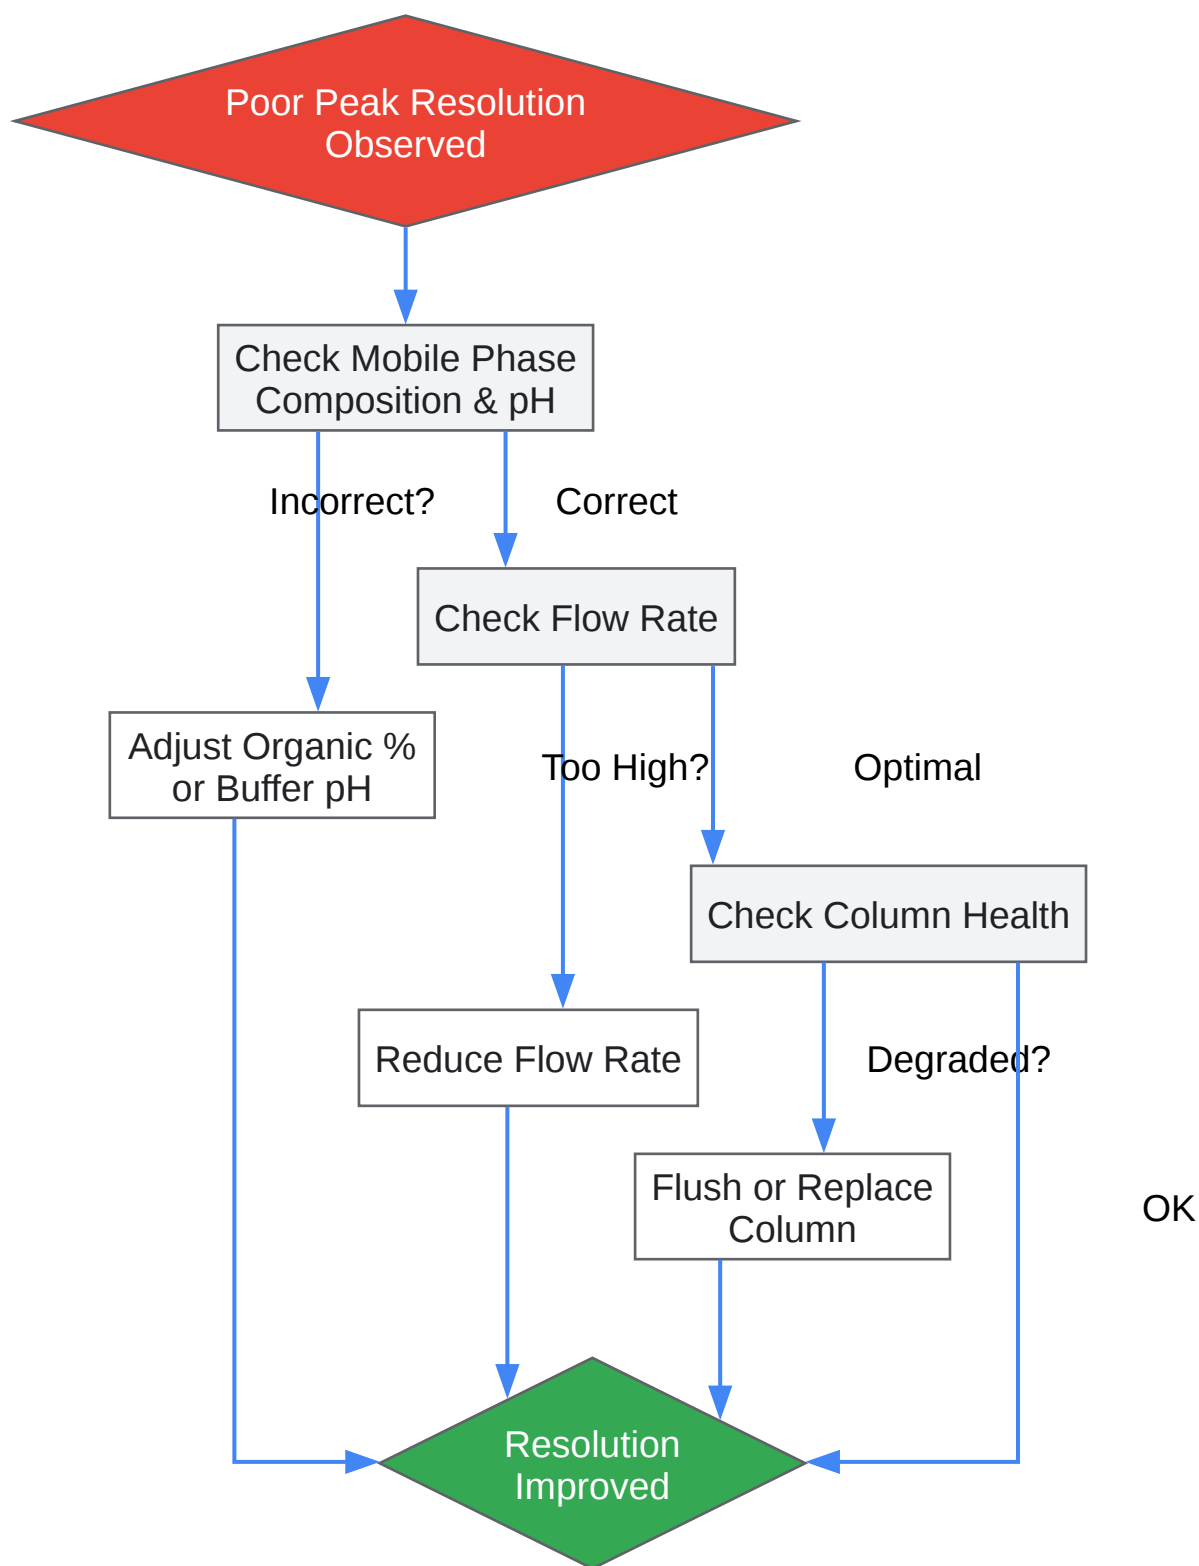 Poor Peak Resolution
Observed
Check Mobile Phase
Composition & pH
Incorrect?
Correct
Check Flow Rate
Adjust Organic %
or Buffer pH
Too High?
Optimal
Check Column Health
Reduce Flow Rate
Degraded?
Flush or Replace
Column
OK
Resolution
Improved